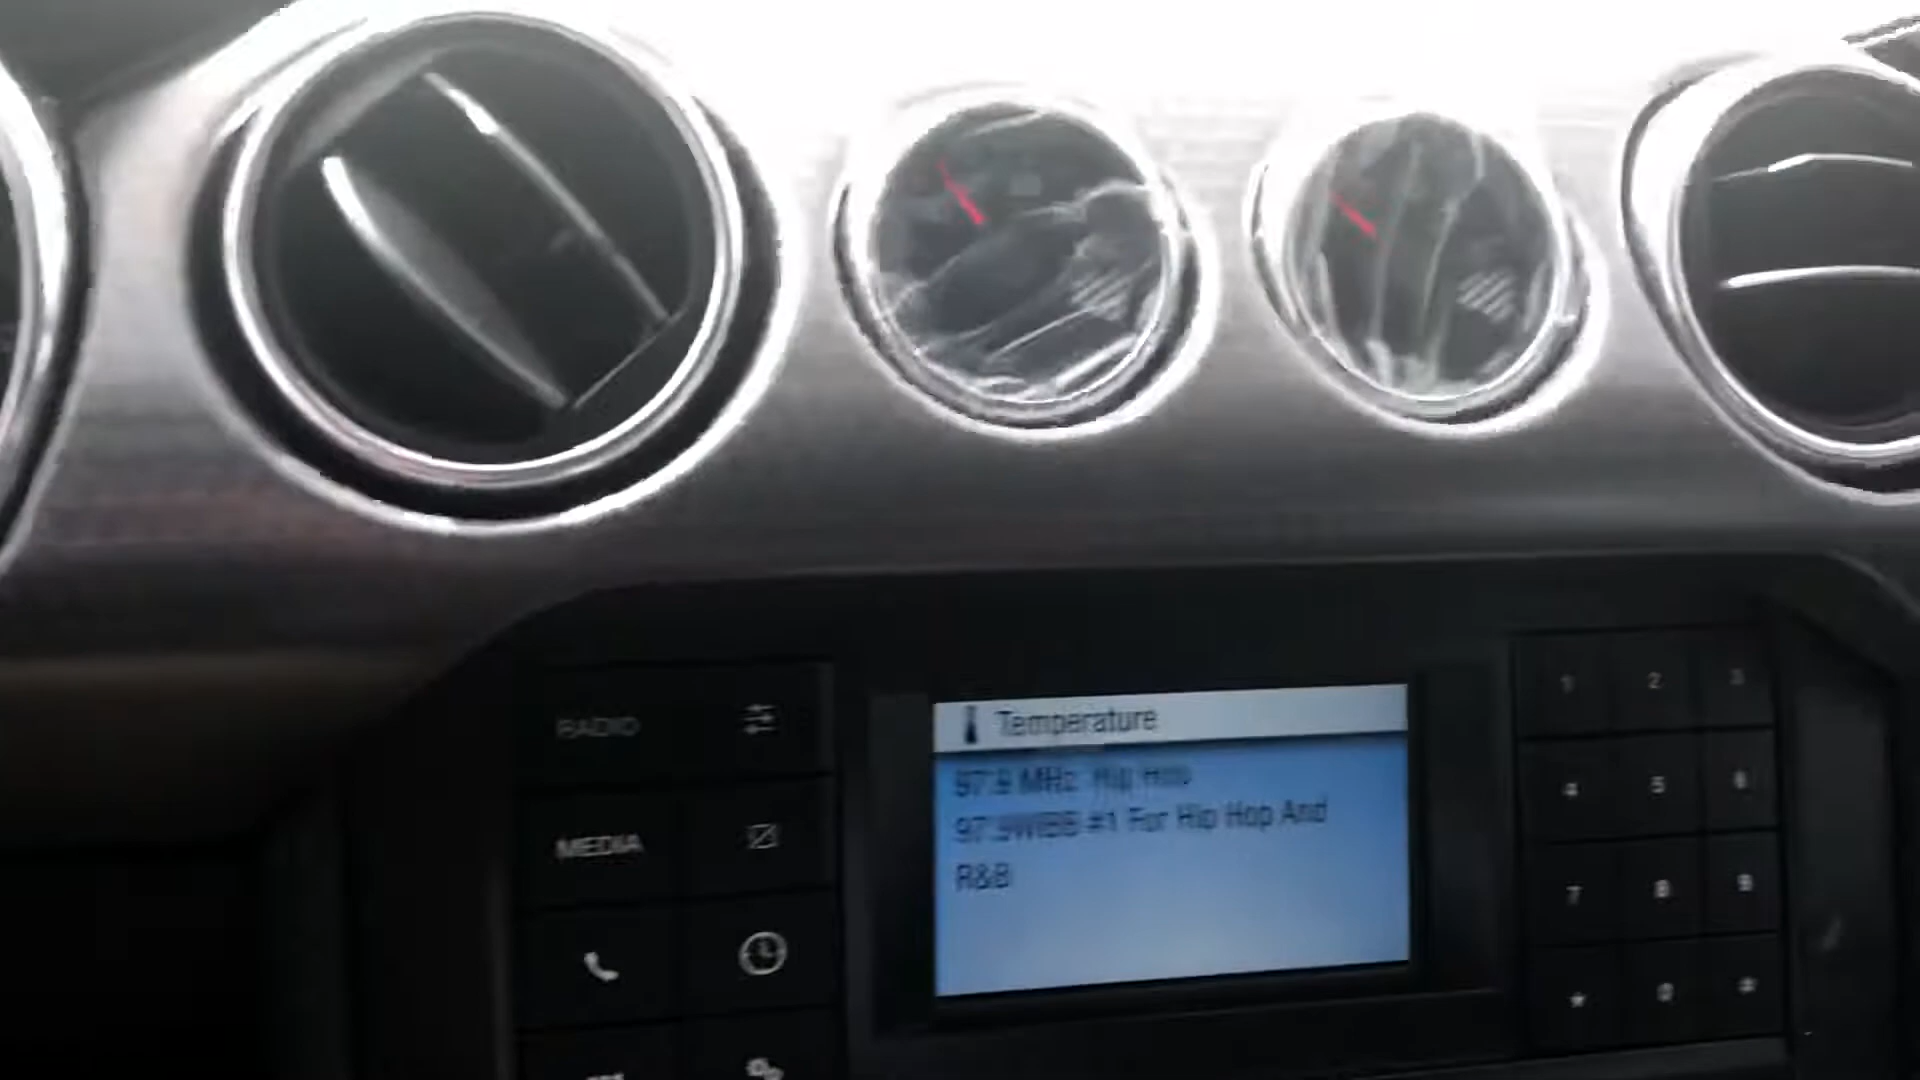 Temperature
97.9 MHz Hip Hop
97.9WIBB #1 For Hip Hop And
R&B
RADIO
MEDIA
1 2 3
4 5 6
7 8 9
* 0 #